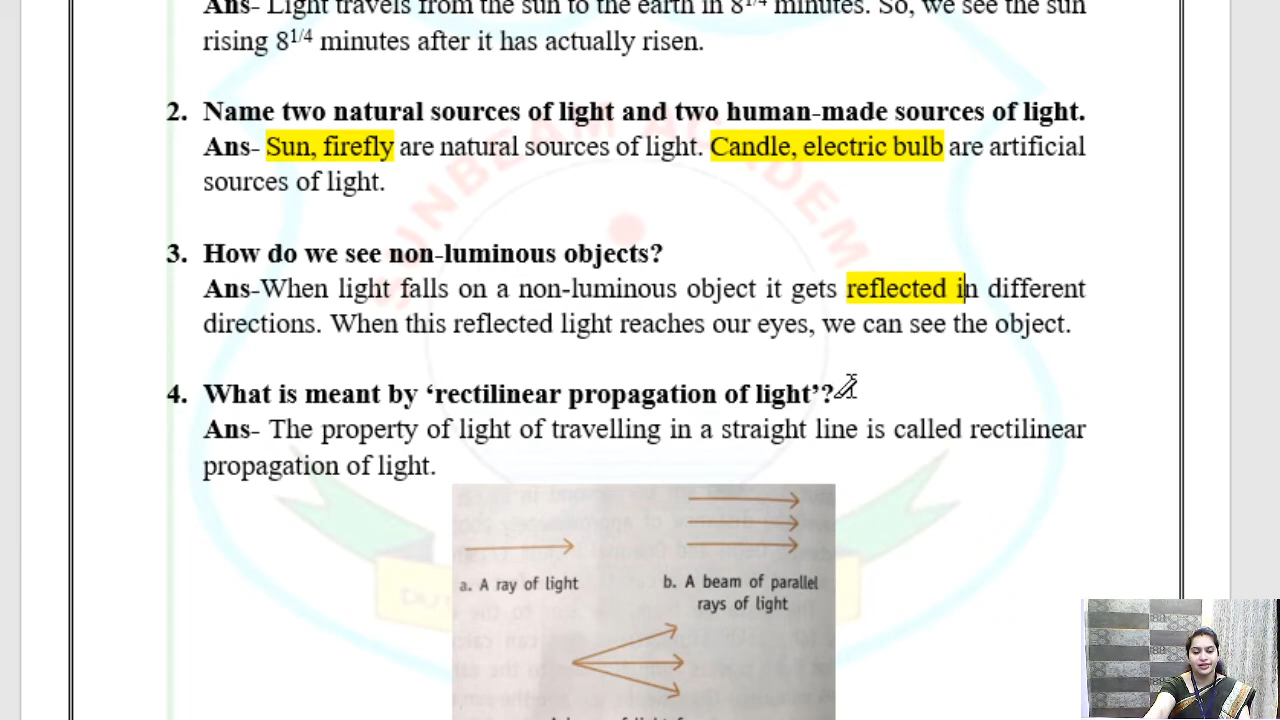 Ans- Light travels from the sun to the earth in 8¹/⁴ minutes. So, we see the sun
rising 8¹/⁴ minutes after it has actually risen.
2. Name two natural sources of light and two human-made sources of light.
Ans- Sun, firefly are natural sources of light. Candle, electric bulb are artificial
sources of light.
3. How do we see non-luminous objects?
Ans-When light falls on a non-luminous object it gets reflected in different
directions. When this reflected light reaches our eyes, we can see the object.
4. What is meant by ‘rectilinear propagation of light’?
Ans- The property of light of travelling in a straight line is called rectilinear
propagation of light.
a. A ray of light
b. A beam of parallel
rays of light
SUNBEAM ACADEM